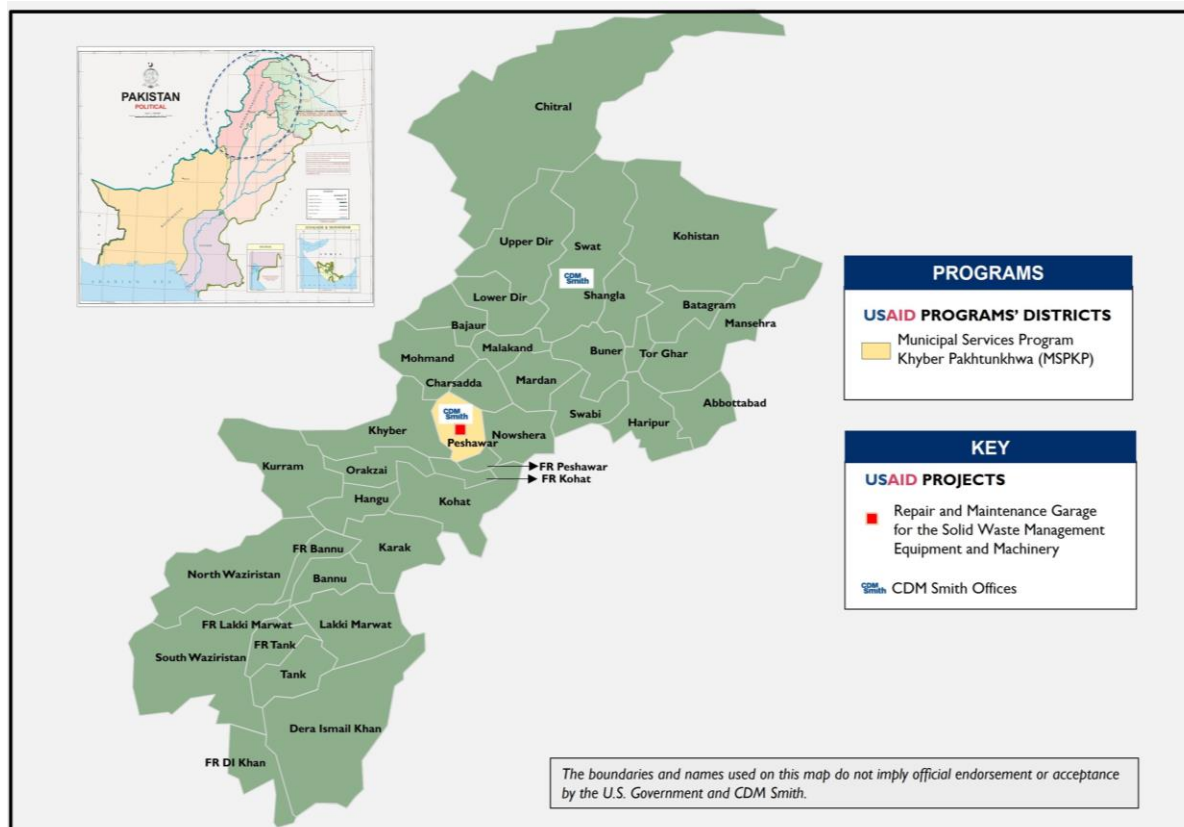 PAKISTAN
POLITICAL
Chitral
Upper Dir
Swat
Kohistan
CDM
Smith
Lower Dir
Shangla
Batagram
Mansehra
Bajaur
Malakand
Buner
Tor Ghar
Mohmand
Charsadda
Mardan
Abbottabad
CDM
Smith
Swabi
Haripur
Khyber
Peshawar
Nowshera
Kurram
Orakzai
FR Peshawar
FR Kohat
Hangu
Kohat
FR Bannu
Karak
North Waziristan
Bannu
FR Lakki Marwat
Lakki Marwat
FR Tank
South Waziristan
Tank
Dera Ismail Khan
FR DI Khan
PROGRAMS
USAID PROGRAMS' DISTRICTS
Municipal Services Program
Khyber Pakhtunkhwa (MSPKP)
KEY
USAID PROJECTS
Repair and Maintenance Garage
for the Solid Waste Management
Equipment and Machinery
CDM
Smith CDM Smith Offices
The boundaries and names used on this map do not imply official endorsement or acceptance
by the U.S. Government and CDM Smith.